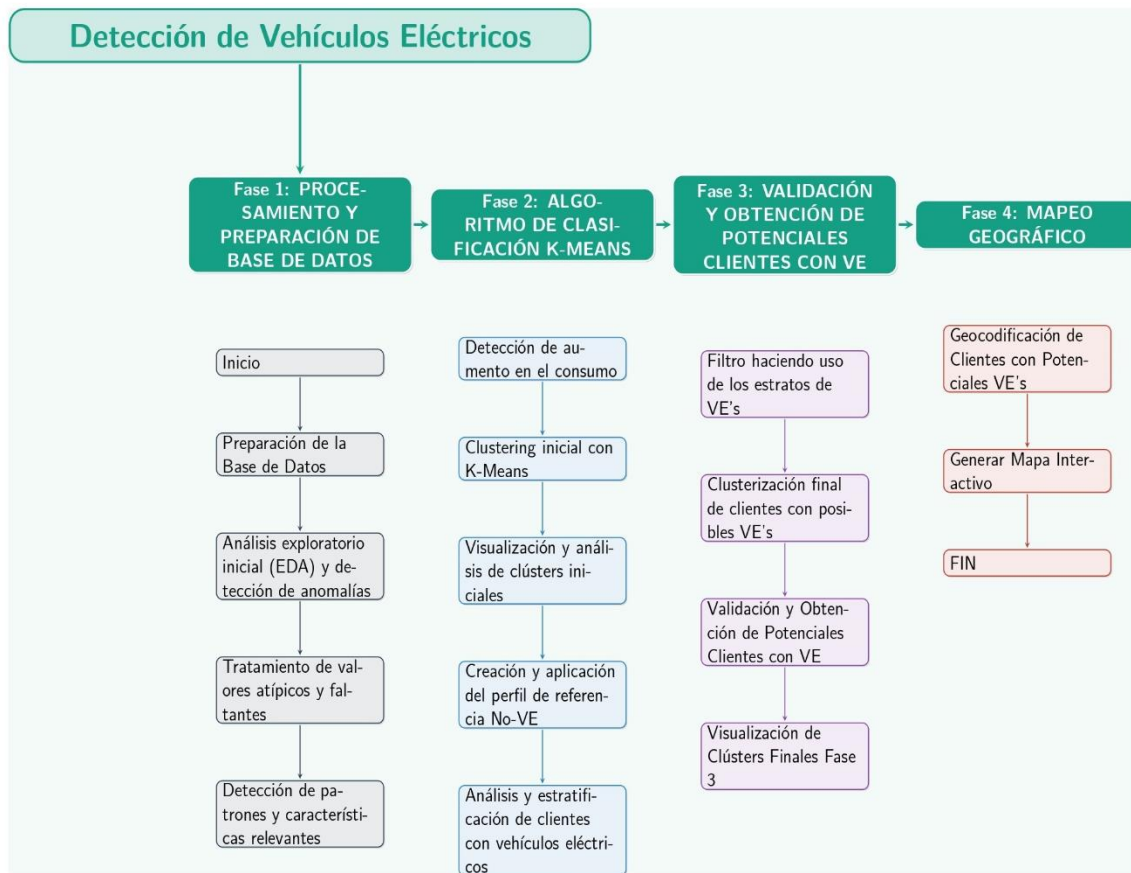 Detección de Vehículos Eléctricos
Fase 1: PROCE-
SAMIENTO Y
PREPARACIÓN DE
BASE DE DATOS
Fase 2: ALGO-
RITMO DE CLASI-
FICACIÓN K-MEANS
Fase 3: VALIDACIÓN
Y OBTENCIÓN DE
POTENCIALES
CLIENTES CON VE
Fase 4: MAPEO
GEOGRÁFICO
Inicio
Preparación de la
Base de Datos
Análisis exploratorio
inicial (EDA) y de-
tección de anomalías
Tratamiento de val-
ores atípicos y fal-
tantes
Detección de pa-
trones y característi-
cas relevantes
Detección de au-
mento en el consumo
Clustering inicial con
K-Means
Visualización y anál-
isis de clústers ini-
ciales
Creación y aplicación
del perfil de referen-
cia No-VE
Análisis y estratifi-
cación de clientes
con vehículos eléctri-
cos
Filtro haciendo uso
de los estratos de
VE's
Clusterización final
de clientes con posi-
bles VE's
Validación y Obten-
ción de Potenciales
Clientes con VE
Visualización de
Clústers Finales Fase
3
Geocodificación de
Clientes con Poten-
ciales VE's
Generar Mapa Inter-
activo
FIN